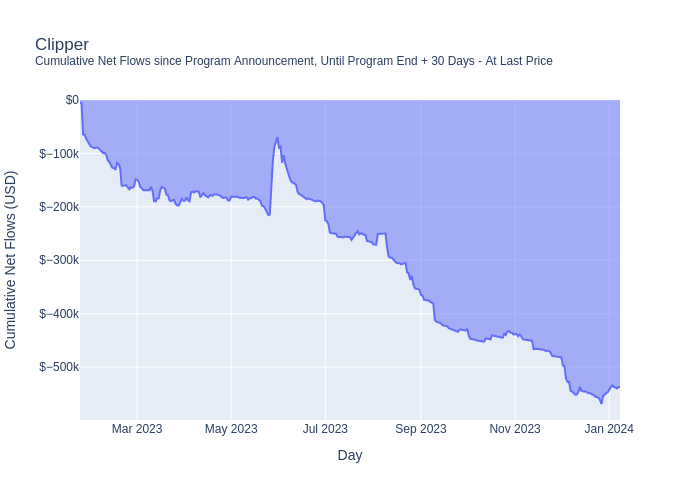 Clipper
Cumulative Net Flows since Program Announcement, Until Program End + 30 Days - At Last Price
$0
$−100k
$−200k
$−300k
$−400k
$−500k
Cumulative Net Flows (USD)
Mar 2023 May 2023 Jul 2023 Sep 2023 Nov 2023 Jan 2024
Day